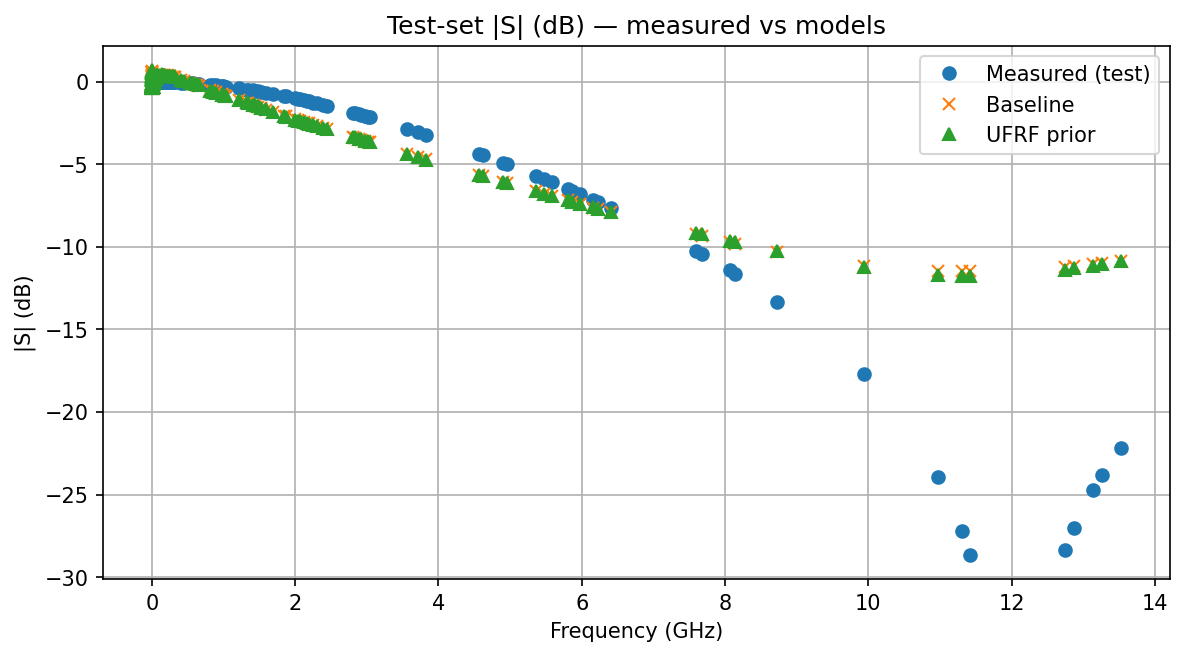 Test-set |S| (dB) — measured vs models
Measured (test)
Baseline
UFRF prior
|S| (dB)
0
−5
−10
−15
−20
−25
−30
0 2 4 6 8 10 12 14
Frequency (GHz)